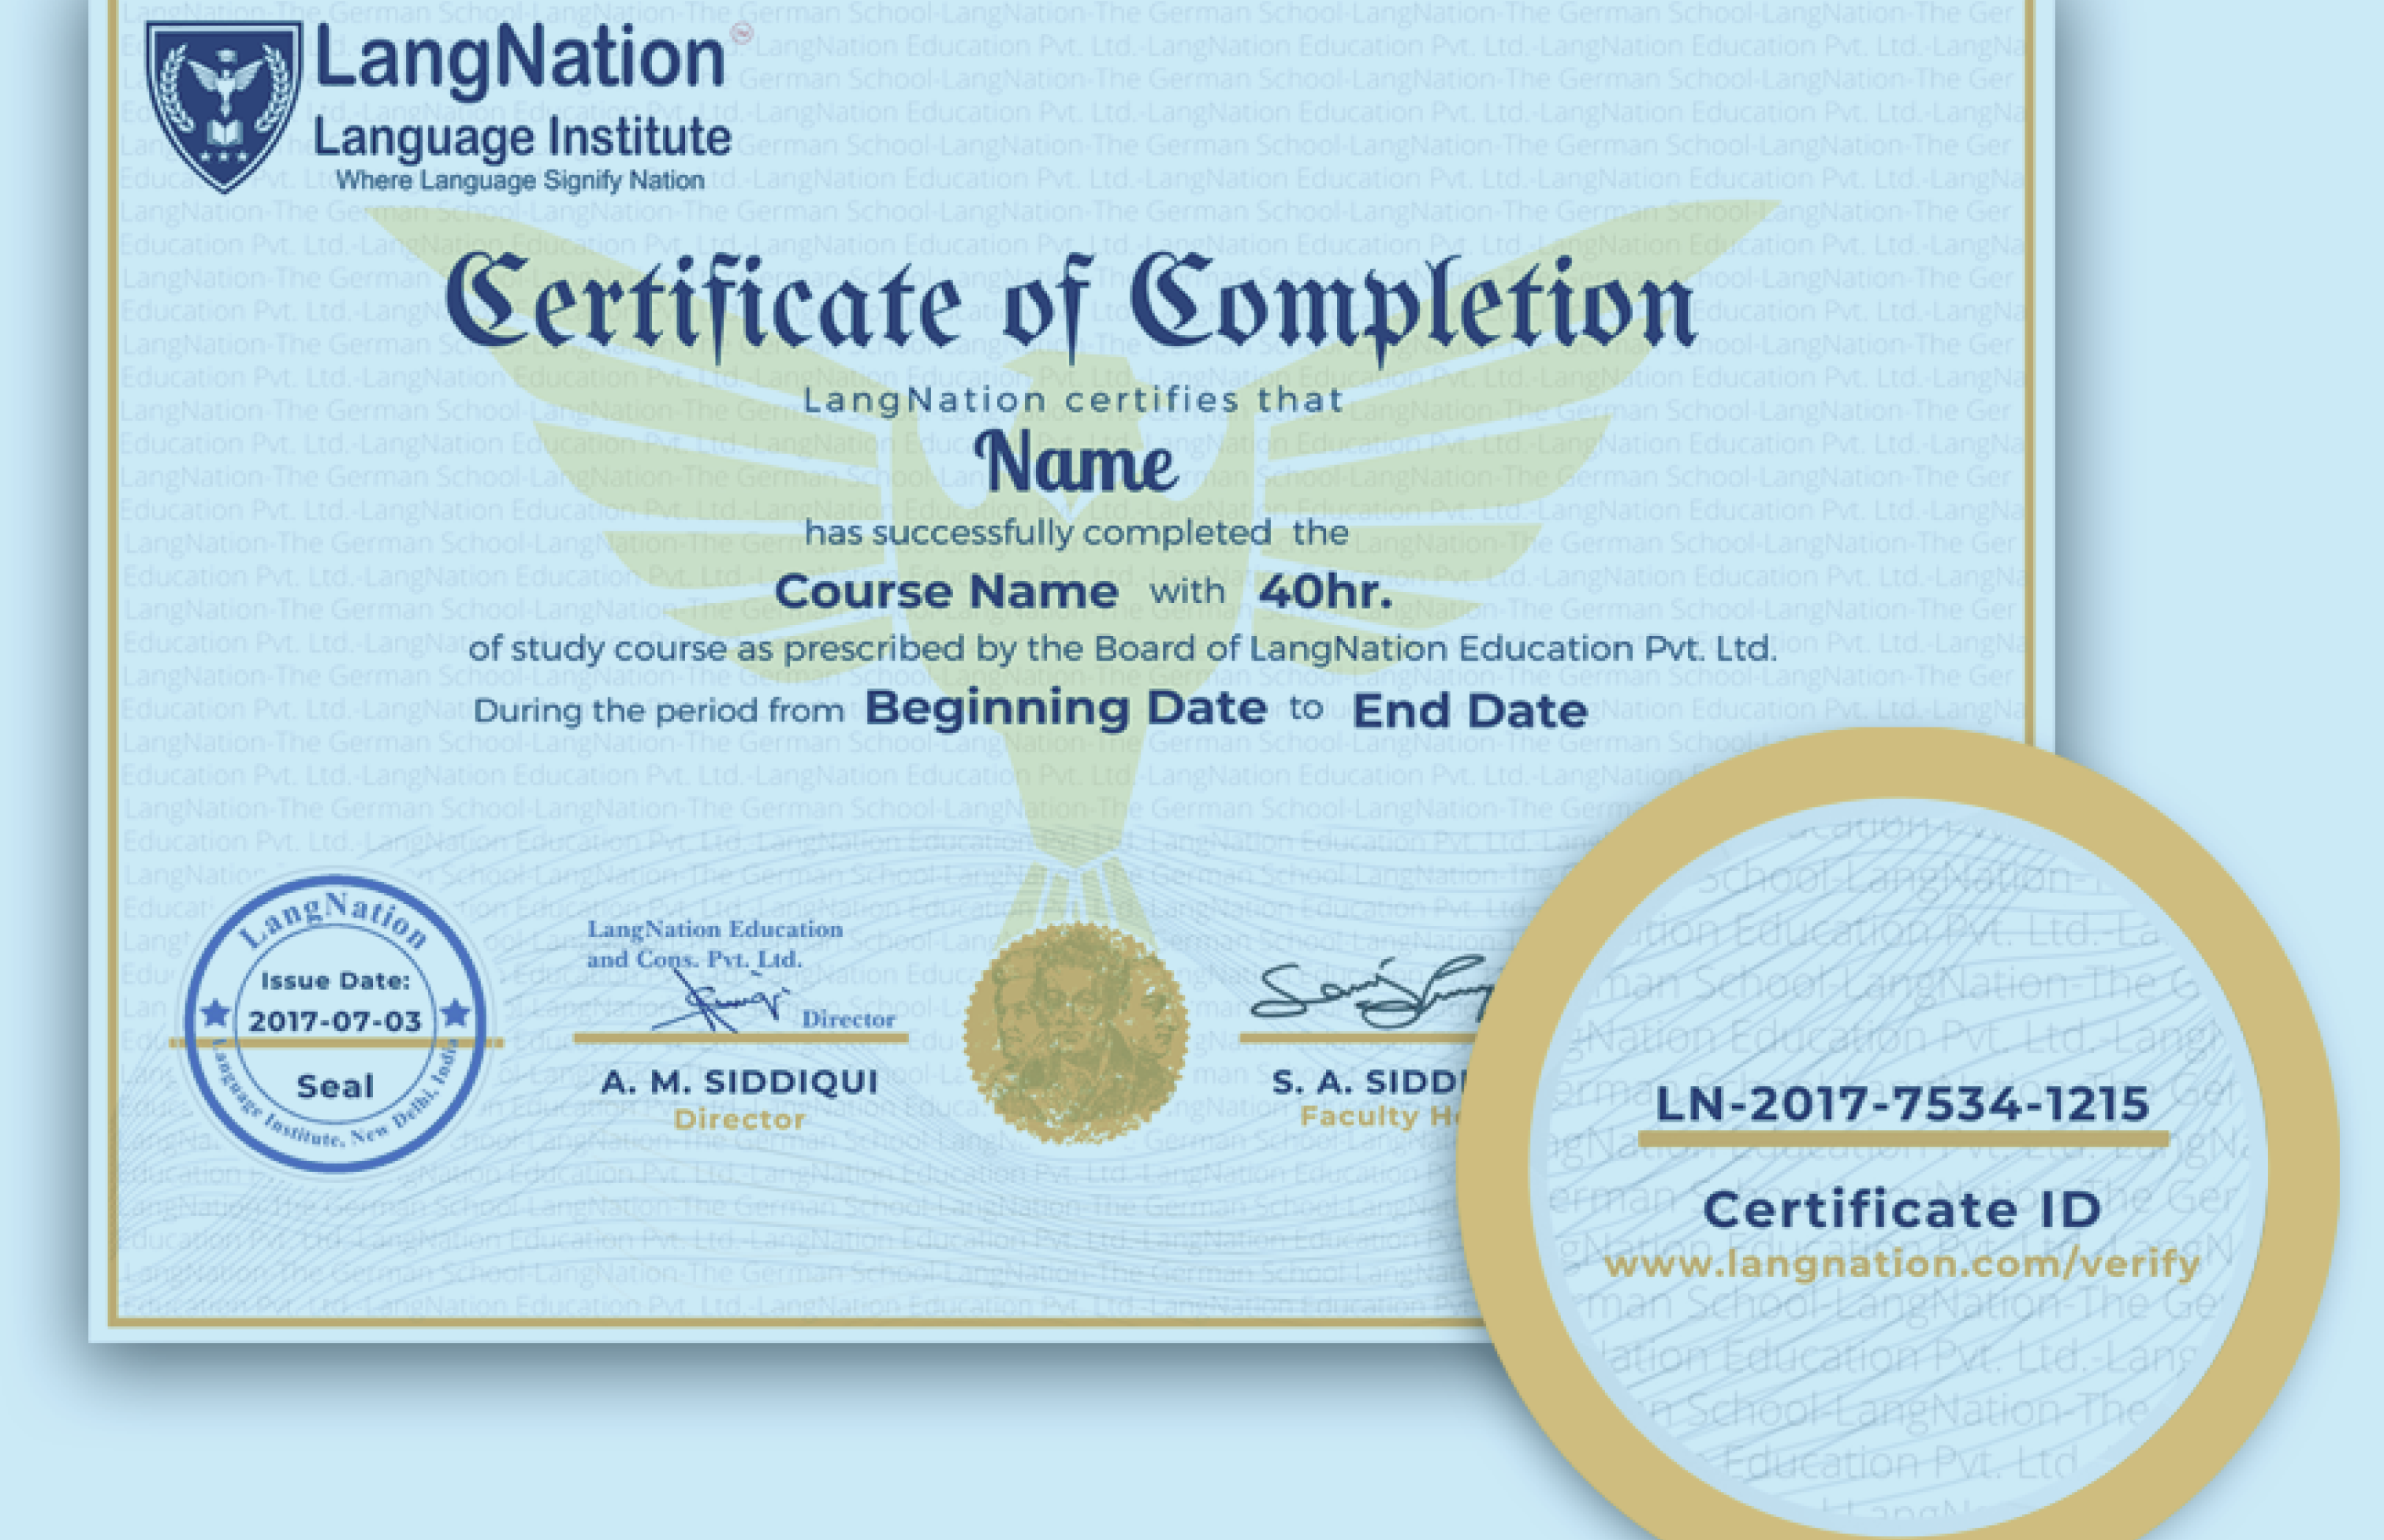 LangNation
Language Institute
Where Language Signify Nation
Certificate of Completion
LangNation certifies that
Name
has successfully completed the
Course Name with 40hr.
of study course as prescribed by the Board of LangNation Education Pvt. Ltd.
During the period from Beginning Date to End Date
LangNation
Issue Date:
2017-07-03
Seal
Language Institute, New Delhi, India
LangNation Education
and Cons. Pvt. Ltd.
Director
A. M. SIDDIQUI
Director
S. A.
Faculty
LN-2017-7534-1215
Certificate ID
www.langnation.com/verify